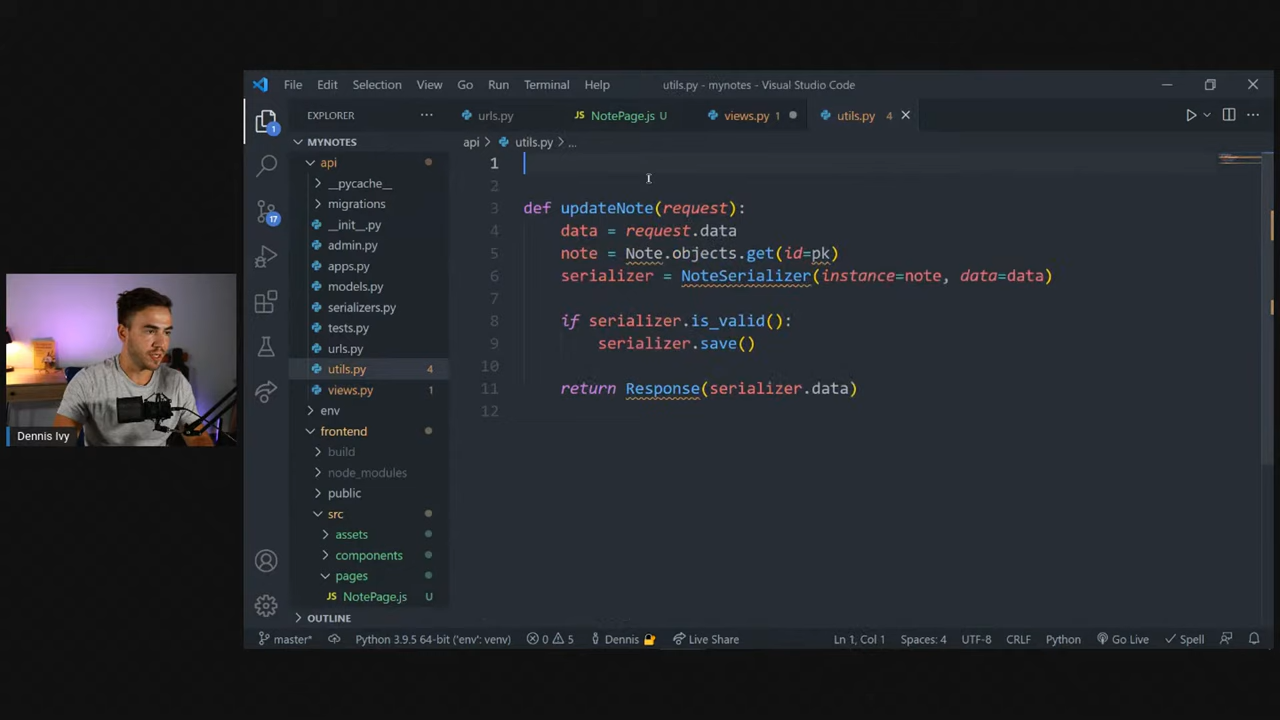 File Edit Selection View Go Run Terminal Help utils.py - mynotes - Visual Studio Code
EXPLORER ··· urls.py JS NotePage.js U views.py 1 utils.py 4
MYNOTES
api > utils.py > ...
api
__pycache__
migrations
__init__.py
admin.py
apps.py
models.py
serializers.py
tests.py
urls.py
utils.py 4
views.py 1
env
frontend
build
node_modules
public
src
assets
components
pages
JS NotePage.js U
OUTLINE
1
17
1
2
3 def updateNote(request):
4 data = request.data
5 note = Note.objects.get(id=pk)
6 serializer = NoteSerializer(instance=note, data=data)
7
8 if serializer.is_valid():
9 serializer.save()
10
11 return Response(serializer.data)
12
master* Python 3.9.5 64-bit ('env': venv) 0 5 Dennis Live Share Ln 1, Col 1 Spaces: 4 UTF-8 CRLF Python Go Live Spell
Dennis Ivy